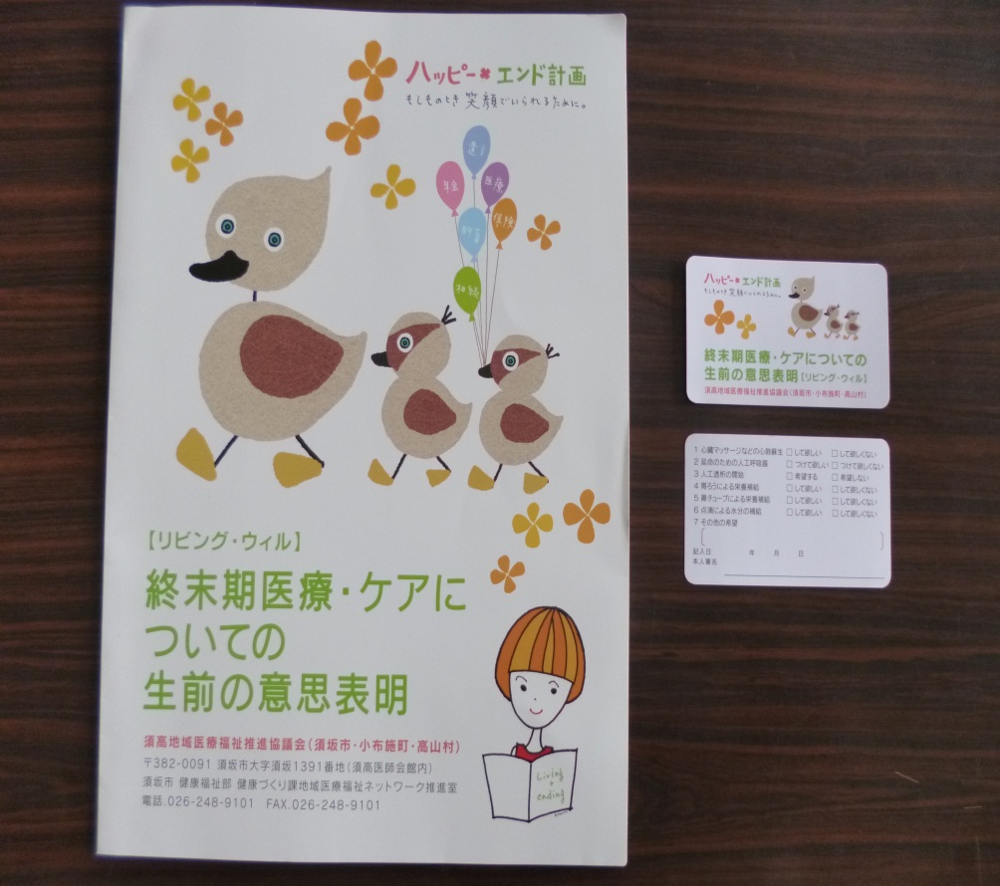 ハッピー エンド計画
もしものとき 笑顔でいられるために。
遺言
年金
医療
保険
貯蓄
相続
【リビング・ウィル】
終末期医療・ケアに
ついての
生前の意思表明
須高地域医療福祉推進協議会(須坂市・小布施町・高山村)
〒382-0091 須坂市大字須坂1391番地(須高医師会館内)
須坂市 健康福祉部 健康づくり課地域医療福祉ネットワーク推進室
電話.026-248-9101 FAX.026-248-9101
Living
+
ending
ハッピー エンド計画
もしものとき 笑顔でいられるために。
終末期医療・ケアについての
生前の意思表明【リビング・ウィル】
須高地域医療福祉推進協議会(須坂市・小布施町・高山村)
1 心臓マッサージなどの心肺蘇生 □して欲しい □して欲しくない
2 延命のための人工呼吸器 □つけて欲しい □つけて欲しくない
3 人工透析の開始 □希望する □希望しない
4 胃ろうによる栄養補給 □して欲しい □して欲しくない
5 鼻チューブによる栄養補給 □して欲しい □して欲しくない
6 点滴による水分の補給 □して欲しい □して欲しくない
7 その他の希望
記入日 年 月 日
本人署名